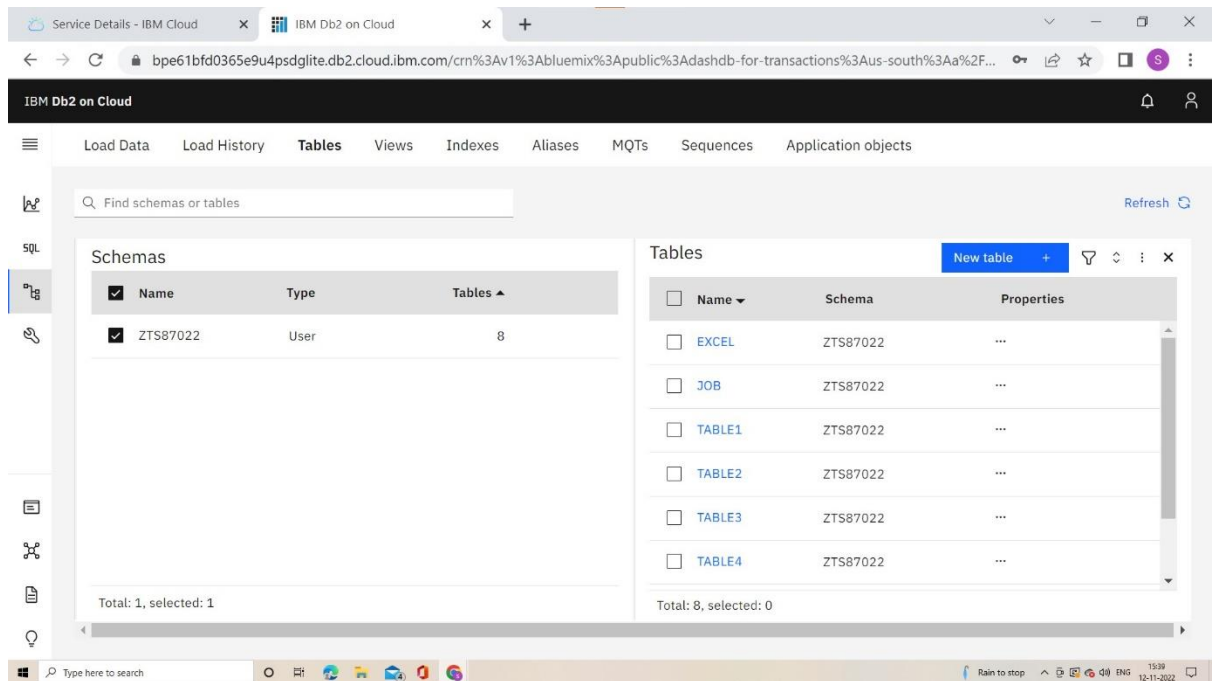 Service Details - IBM Cloud
IBM Db2 on Cloud
bpe61bfd0365e9u4psdglite.db2.cloud.ibm.com/crn%3Av1%3Abluemix%3Apublic%3Adashdb-for-transactions%3Aus-south%3Aa%2F...
S
IBM Db2 on Cloud
Load Data Load History Tables Views Indexes Aliases MQTs Sequences Application objects
Find schemas or tables
Refresh
SQL
Schemas
Name Type Tables
ZTS87022 User 8
Total: 1, selected: 1
Tables
New table +
Name Schema Properties
EXCEL ZTS87022 ...
JOB ZTS87022 ...
TABLE1 ZTS87022 ...
TABLE2 ZTS87022 ...
TABLE3 ZTS87022 ...
TABLE4 ZTS87022 ...
Total: 8, selected: 0
Type here to search
Rain to stop
ENG
15:39
12-11-2022